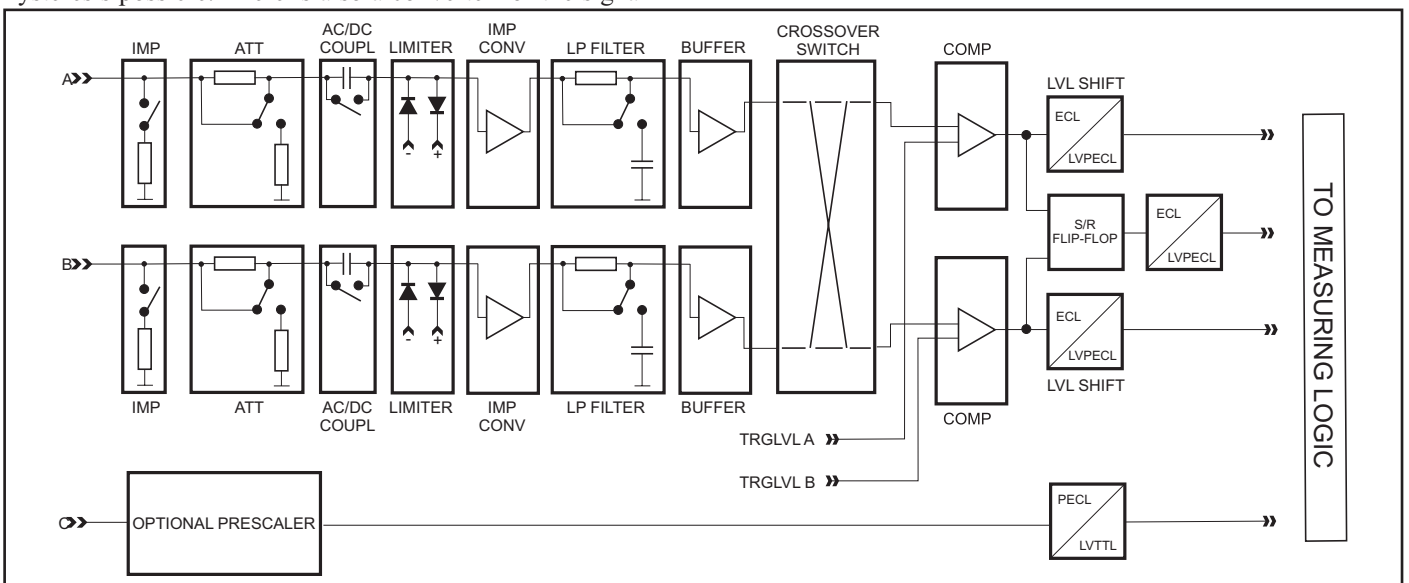 IMP
ATT
AC/DC
COUPL
LIMITER
IMP
CONV
LP FILTER
BUFFER
CROSSOVER
SWITCH
COMP
LVL SHIFT
A
ECL
LVPECL
-
+
S/R
FLIP-FLOP
ECL
LVPECL
TO MEASURING LOGIC
B
ECL
LVPECL
-
+
LVL SHIFT
IMP
ATT
AC/DC
COUPL
LIMITER
IMP
CONV
LP FILTER
BUFFER
COMP
TRGLVL A
TRGLVL B
C
OPTIONAL PRESCALER
PECL
LVTTL